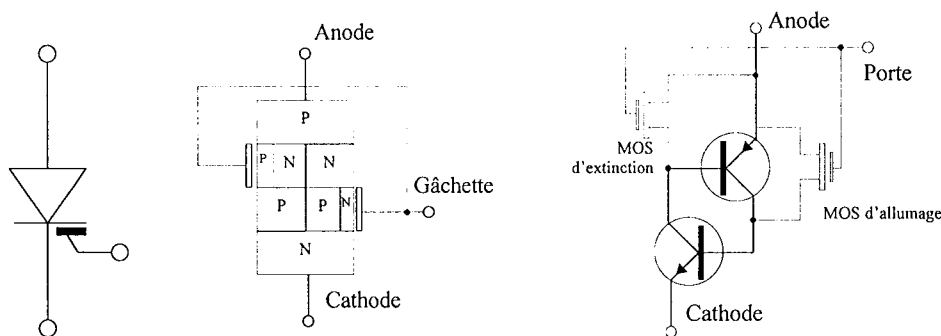 Anode
P
P
N
N
P
P
N
N
Gâchette
Cathode
Anode
Porte
MOS
d'extinction
MOS d'allumage
Cathode